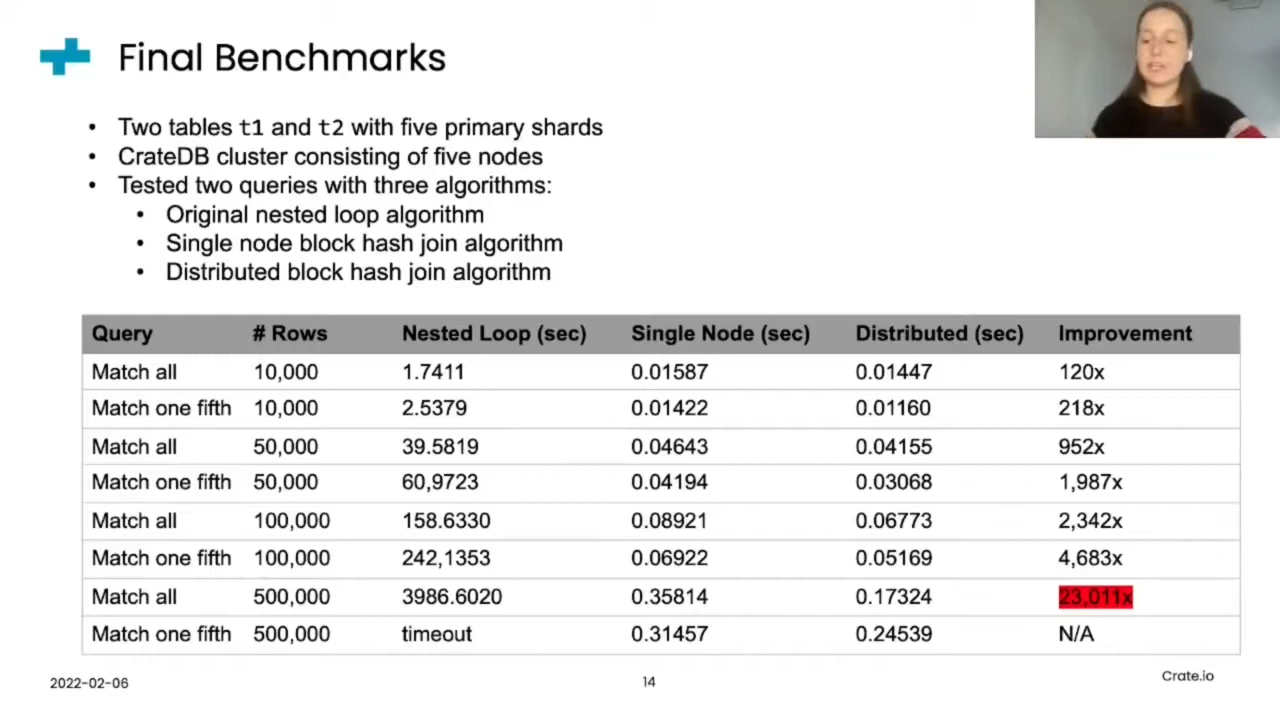 Final Benchmarks
• Two tables t1 and t2 with five primary shards
• CrateDB cluster consisting of five nodes
• Tested two queries with three algorithms:
• Original nested loop algorithm
• Single node block hash join algorithm
• Distributed block hash join algorithm
Query # Rows Nested Loop (sec) Single Node (sec) Distributed (sec) Improvement
Match all 10,000 1.7411 0.01587 0.01447 120x
Match one fifth 10,000 2.5379 0.01422 0.01160 218x
Match all 50,000 39.5819 0.04643 0.04155 952x
Match one fifth 50,000 60,9723 0.04194 0.03068 1,987x
Match all 100,000 158.6330 0.08921 0.06773 2,342x
Match one fifth 100,000 242,1353 0.06922 0.05169 4,683x
Match all 500,000 3986.6020 0.35814 0.17324 23,011x
Match one fifth 500,000 timeout 0.31457 0.24539 N/A
2022-02-06 14 Crate.io